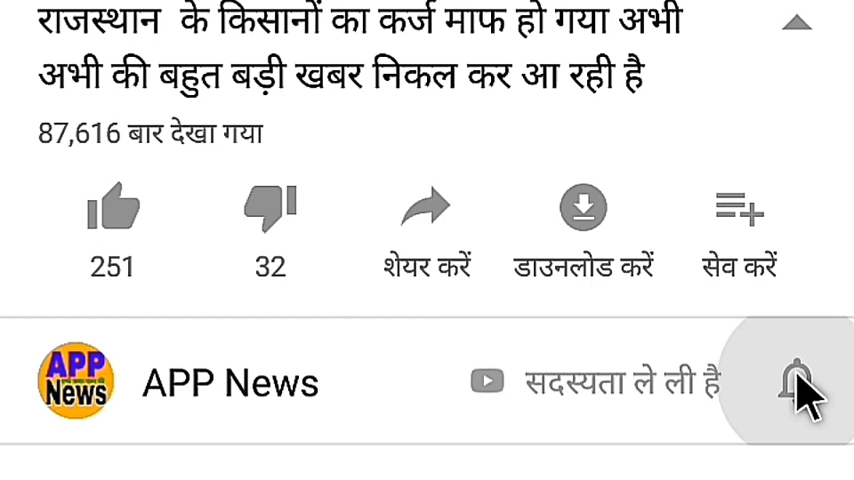 राजस्थान के किसानों का कर्ज माफ हो गया अभी
अभी की बहुत बड़ी खबर निकल कर आ रही है
87,616 बार देखा गया
251
32
शेयर करें
डाउनलोड करें
सेव करें
APP
News
APP News
सदस्यता ले ली है